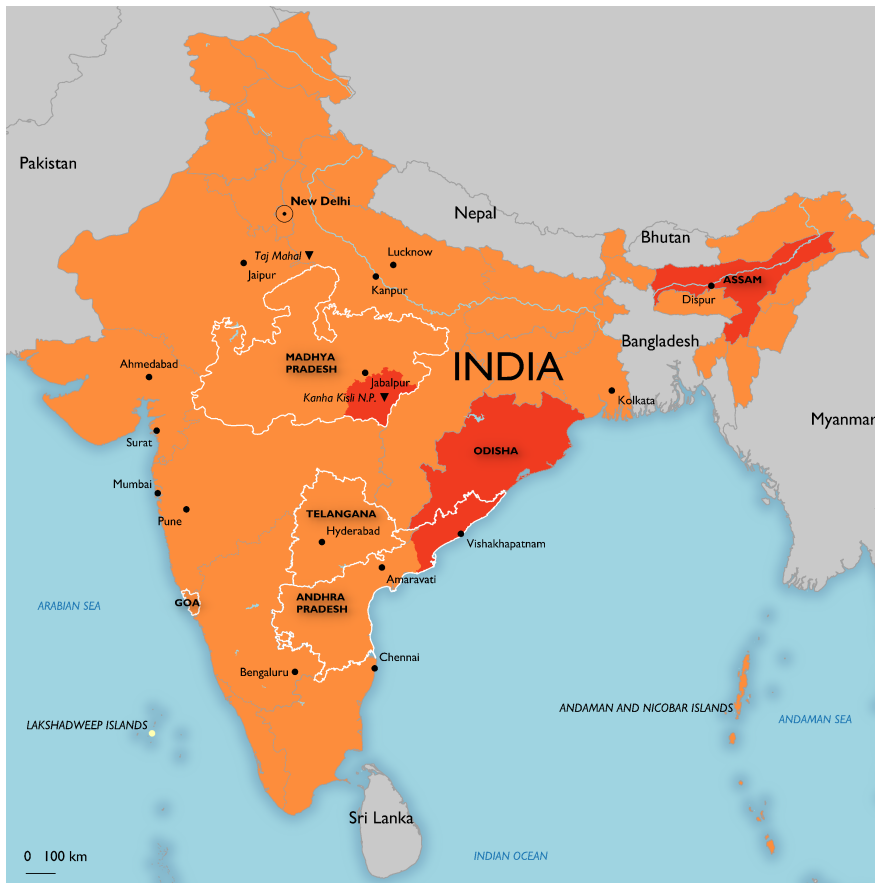 Pakistan
New Delhi
Nepal
Bhutan
Taj Mahal
Lucknow
Jaipur
Kanpur
ASSAM
Dispur
Bangladesh
Ahmedabad
MADHYA
PRADESH
INDIA
Jabalpur
Kanha Kisli N.P.
Kolkata
Myanmar
Surat
ODISHA
Mumbai
Pune
TELANGANA
Hyderabad
Vishakhapatnam
Amaravati
GOA
ANDHRA
PRADESH
ARABIAN SEA
Bengaluru
Chennai
ANDAMAN AND NICOBAR ISLANDS
ANDAMAN SEA
LAKSHADWEEP ISLANDS
Sri Lanka
0 100 km
INDIAN OCEAN